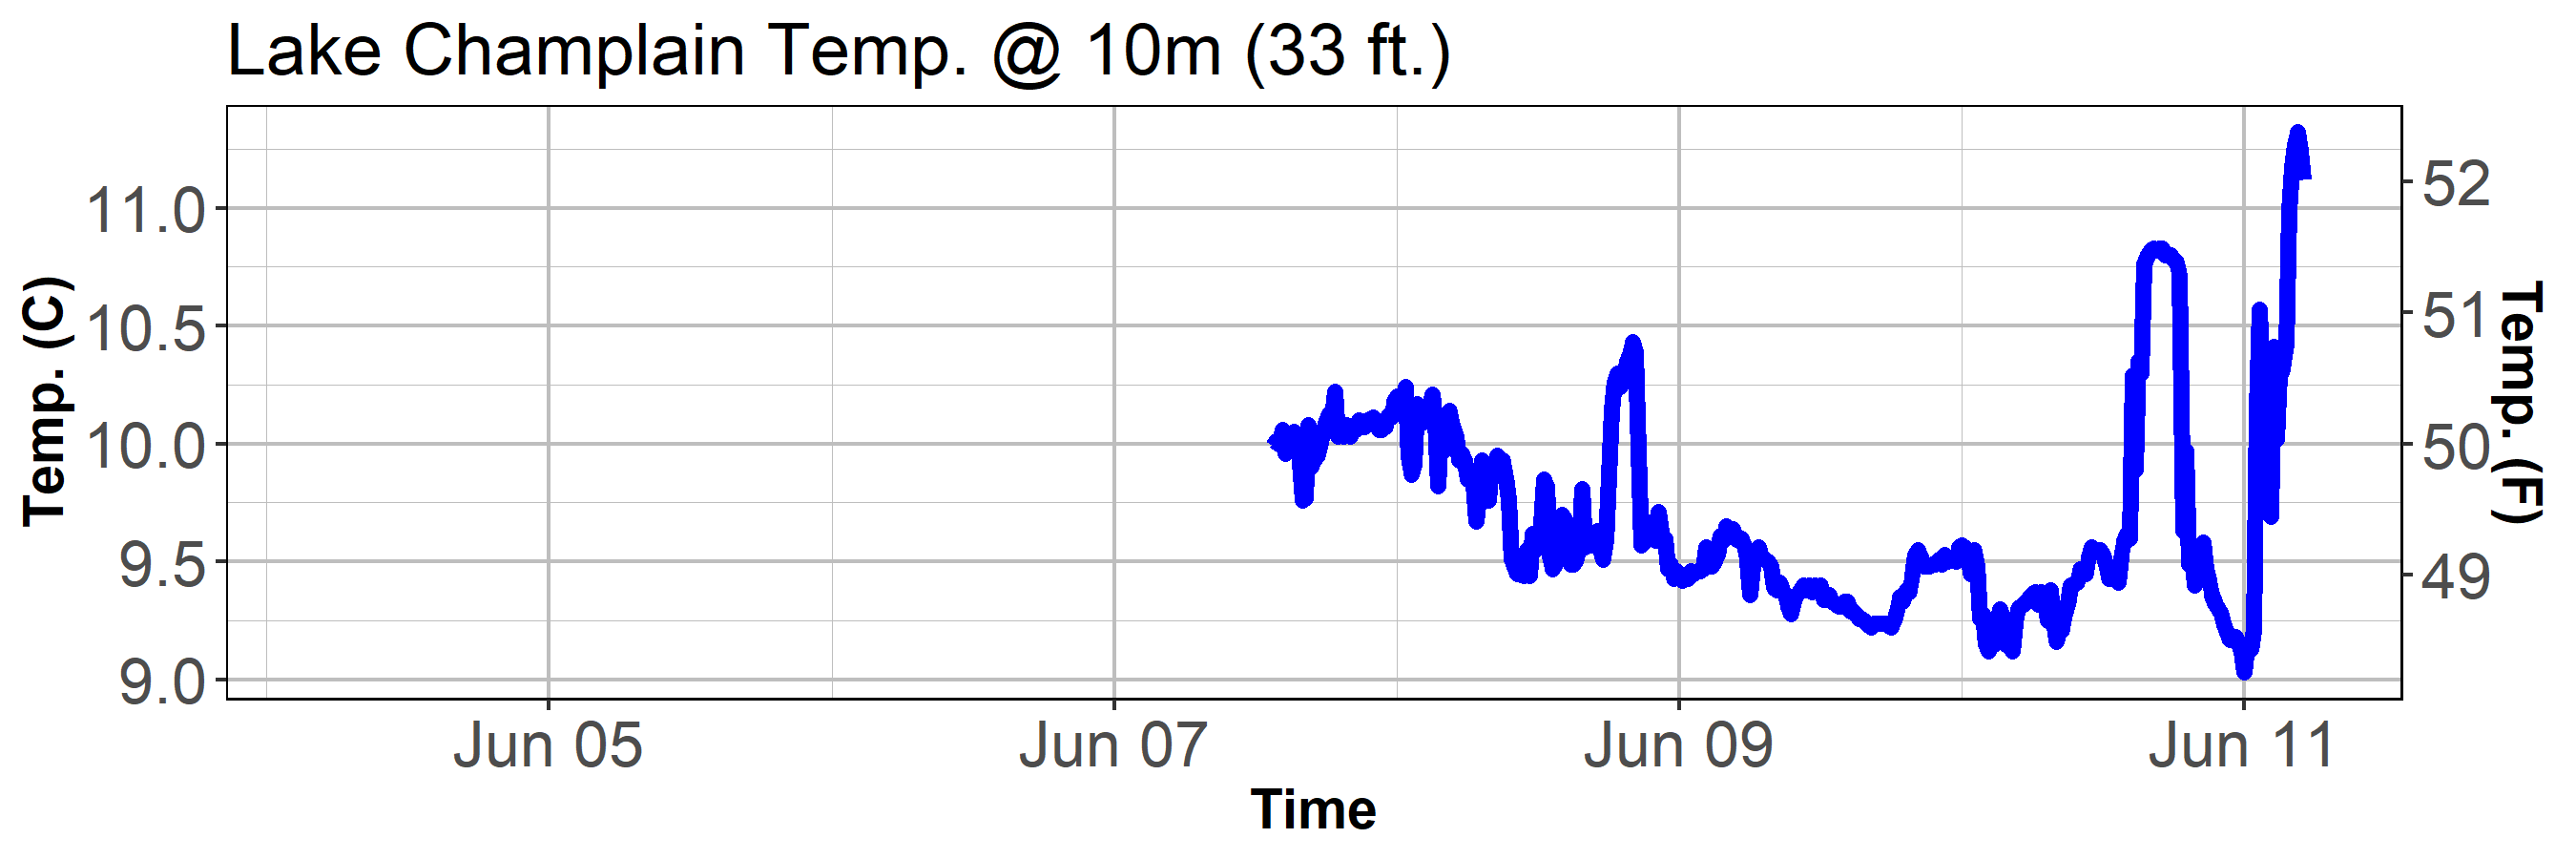 Lake Champlain Temp. @ 10m (33 ft.)
Temp. (C)
11.0
10.5
10.0
9.5
9.0
52
51
50
49
Temp. (F)
Jun 05 Jun 07 Jun 09 Jun 11
Time